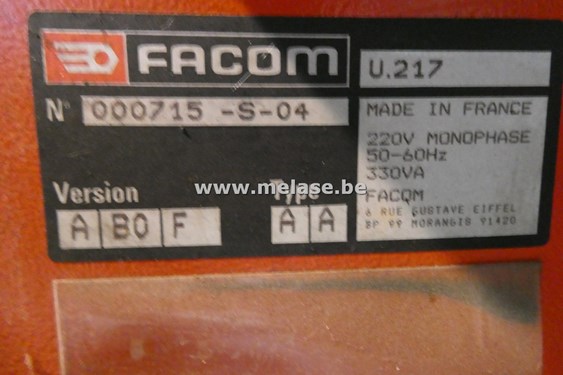 FACOM
U.217
N° 000715 -S-04
MADE IN FRANCE
220V MONOPHASE
50-60Hz
330VA
FACOM
6 RUE GUSTAVE EIFFEL
BP 99 MORANGIS 91420
Version
A B0 F
Type
A A
www.melase.be